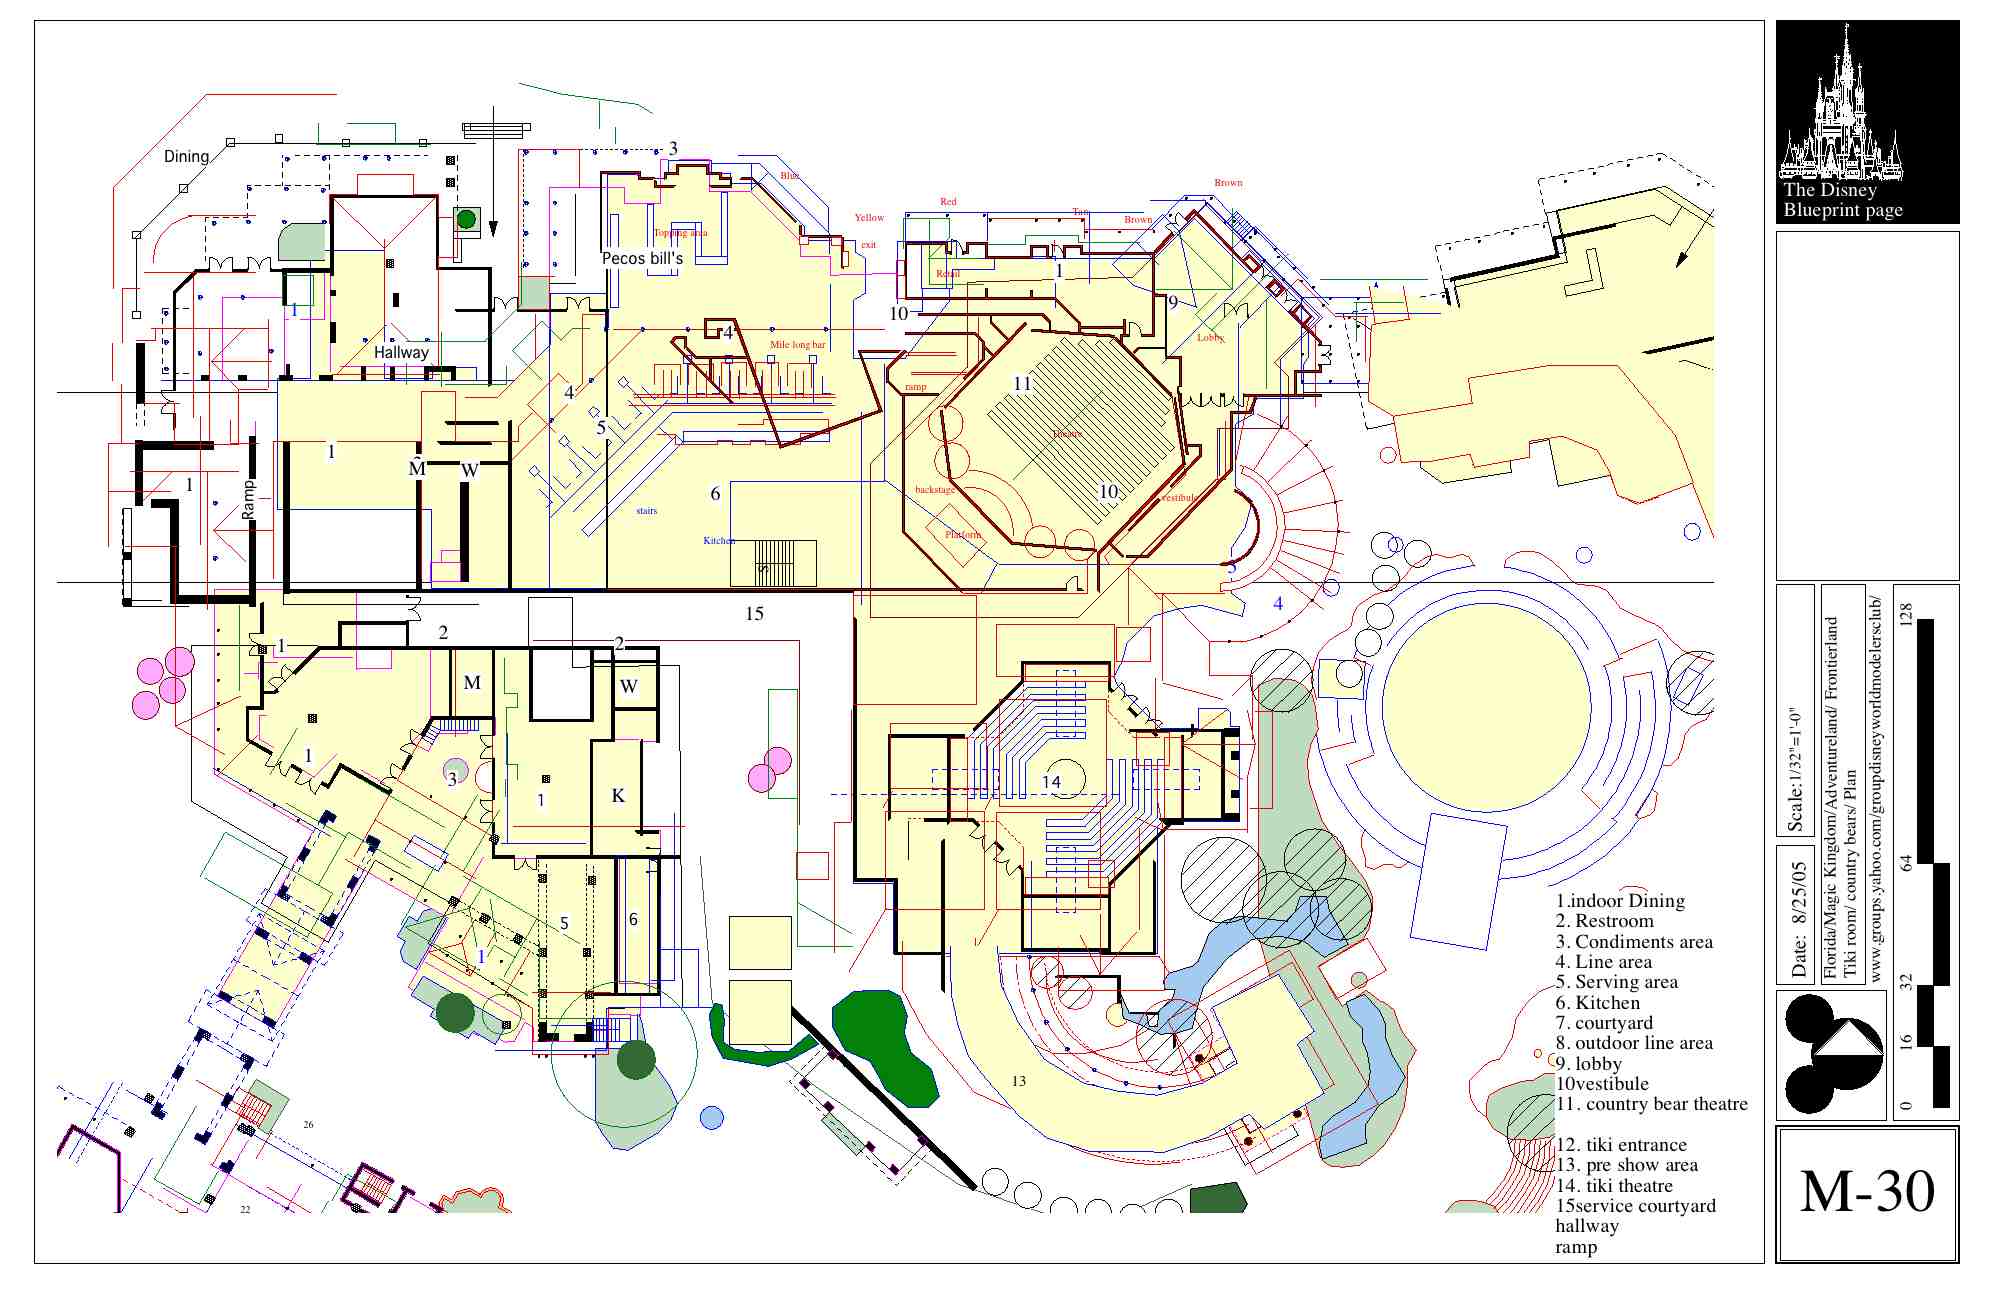 Dining
3
Blue
Brown
Red
Tan
Brown
Yellow
Topping area
exit
Pecos bill's
Retail
1
1
9
10
4
Mile long bar
Lobby
Hallway
ramp
11
4
5
Theatre
1
M
W
1
Ramp
6
10
backstage
vestibule
stairs
Platform
Kitchen
S
5
4
15
2
2
1
M
W
1
3
14
1
K
5
6
1
13
26
22
1.indoor Dining
2. Restroom
3. Condiments area
4. Line area
5. Serving area
6. Kitchen
7. courtyard
8. outdoor line area
9. lobby
10vestibule
11. country bear theatre
12. tiki entrance
13. pre show area
14. tiki theatre
15service courtyard
hallway
ramp
The Disney
Blueprint page
Scale:1/32"=1'-0"
Date: 8/25/05
Florida/Magic Kingdom/Adventureland/ Frontierland
Tiki room/ country bears/ Plan
www.groups.yahoo.com/groupdisneyworldmodelersclub/
128
64
32
16
0
M-30